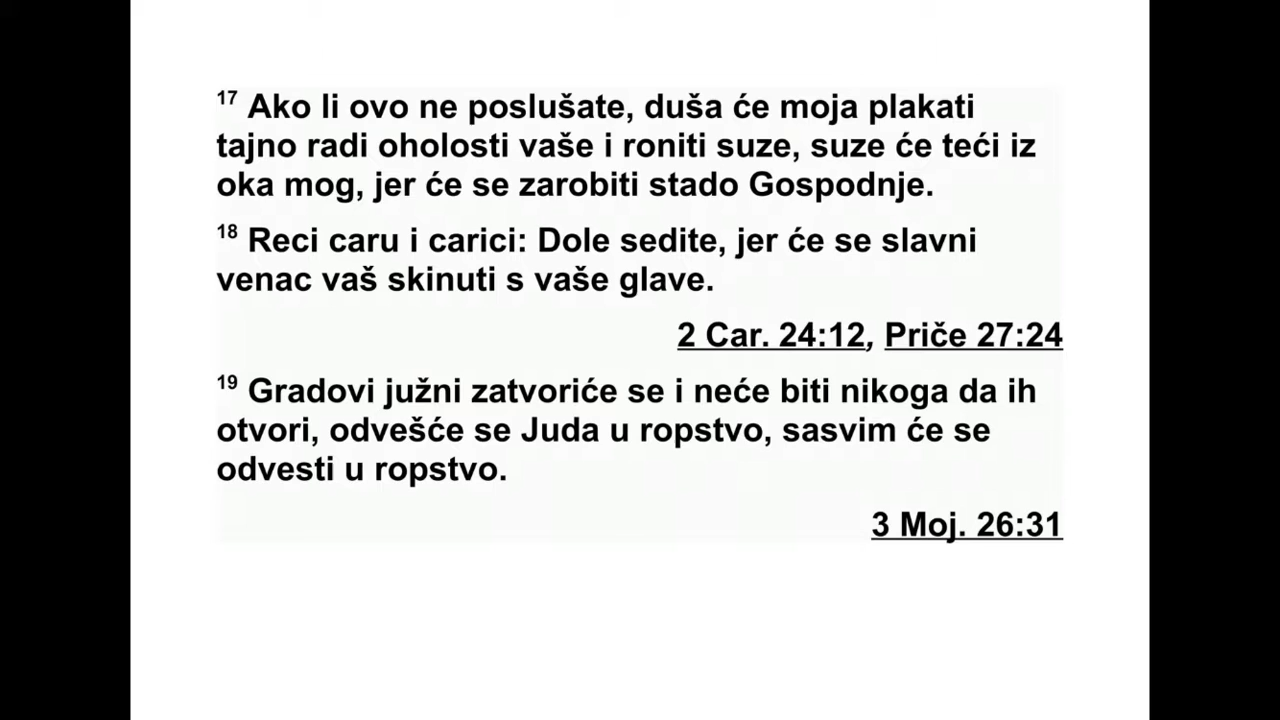 17 Ako li ovo ne poslušate, duša će moja plakati
tajno radi oholosti vaše i roniti suze, suze će teći iz
oka mog, jer će se zarobiti stado Gospodnje.
18 Reci caru i carici: Dole sedite, jer će se slavni
venac vaš skinuti s vaše glave.
2 Car. 24:12, Priče 27:24
19 Gradovi južni zatvoriće se i neće biti nikoga da ih
otvori, odvešće se Juda u ropstvo, sasvim će se
odvesti u ropstvo.
3 Moj. 26:31